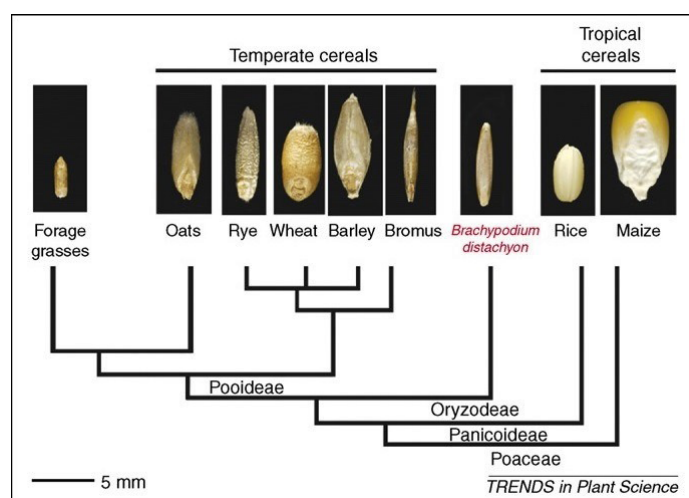 Temperate cereals
Tropical
cereals
Forage
grasses
Oats
Rye
Wheat
Barley
Bromus
Brachypodium
distachyon
Rice
Maize
Pooideae
Oryzodeae
Panicoideae
Poaceae
5 mm
TRENDS in Plant Science